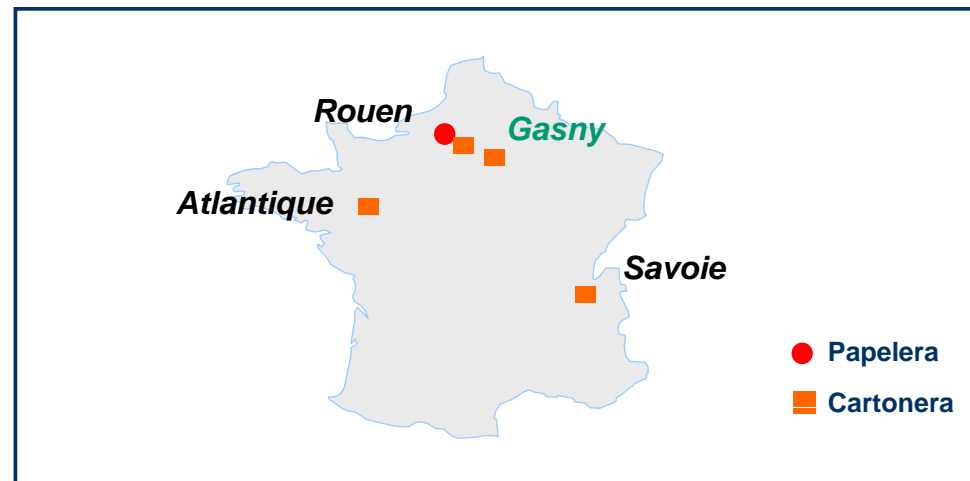 Rouen
Gasny
Atlantique
Savoie
Papelera
Cartonera